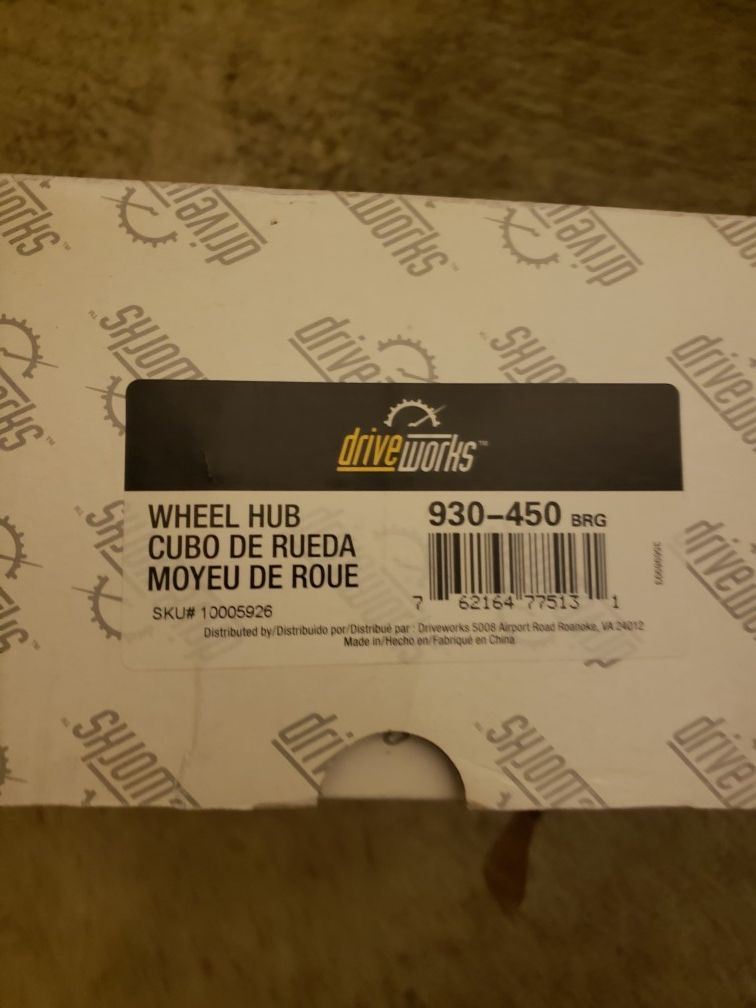 driveworks™
WHEEL HUB
CUBO DE RUEDA
MOYEU DE ROUE
SKU# 10005926
930-450 BRG
7 62164 77513 1
Distributed by/Distribuido por/Distribué par : Driveworks 5008 Airport Road Roanoke, VA 24012
Made in/Hecho en/Fabriqué en China